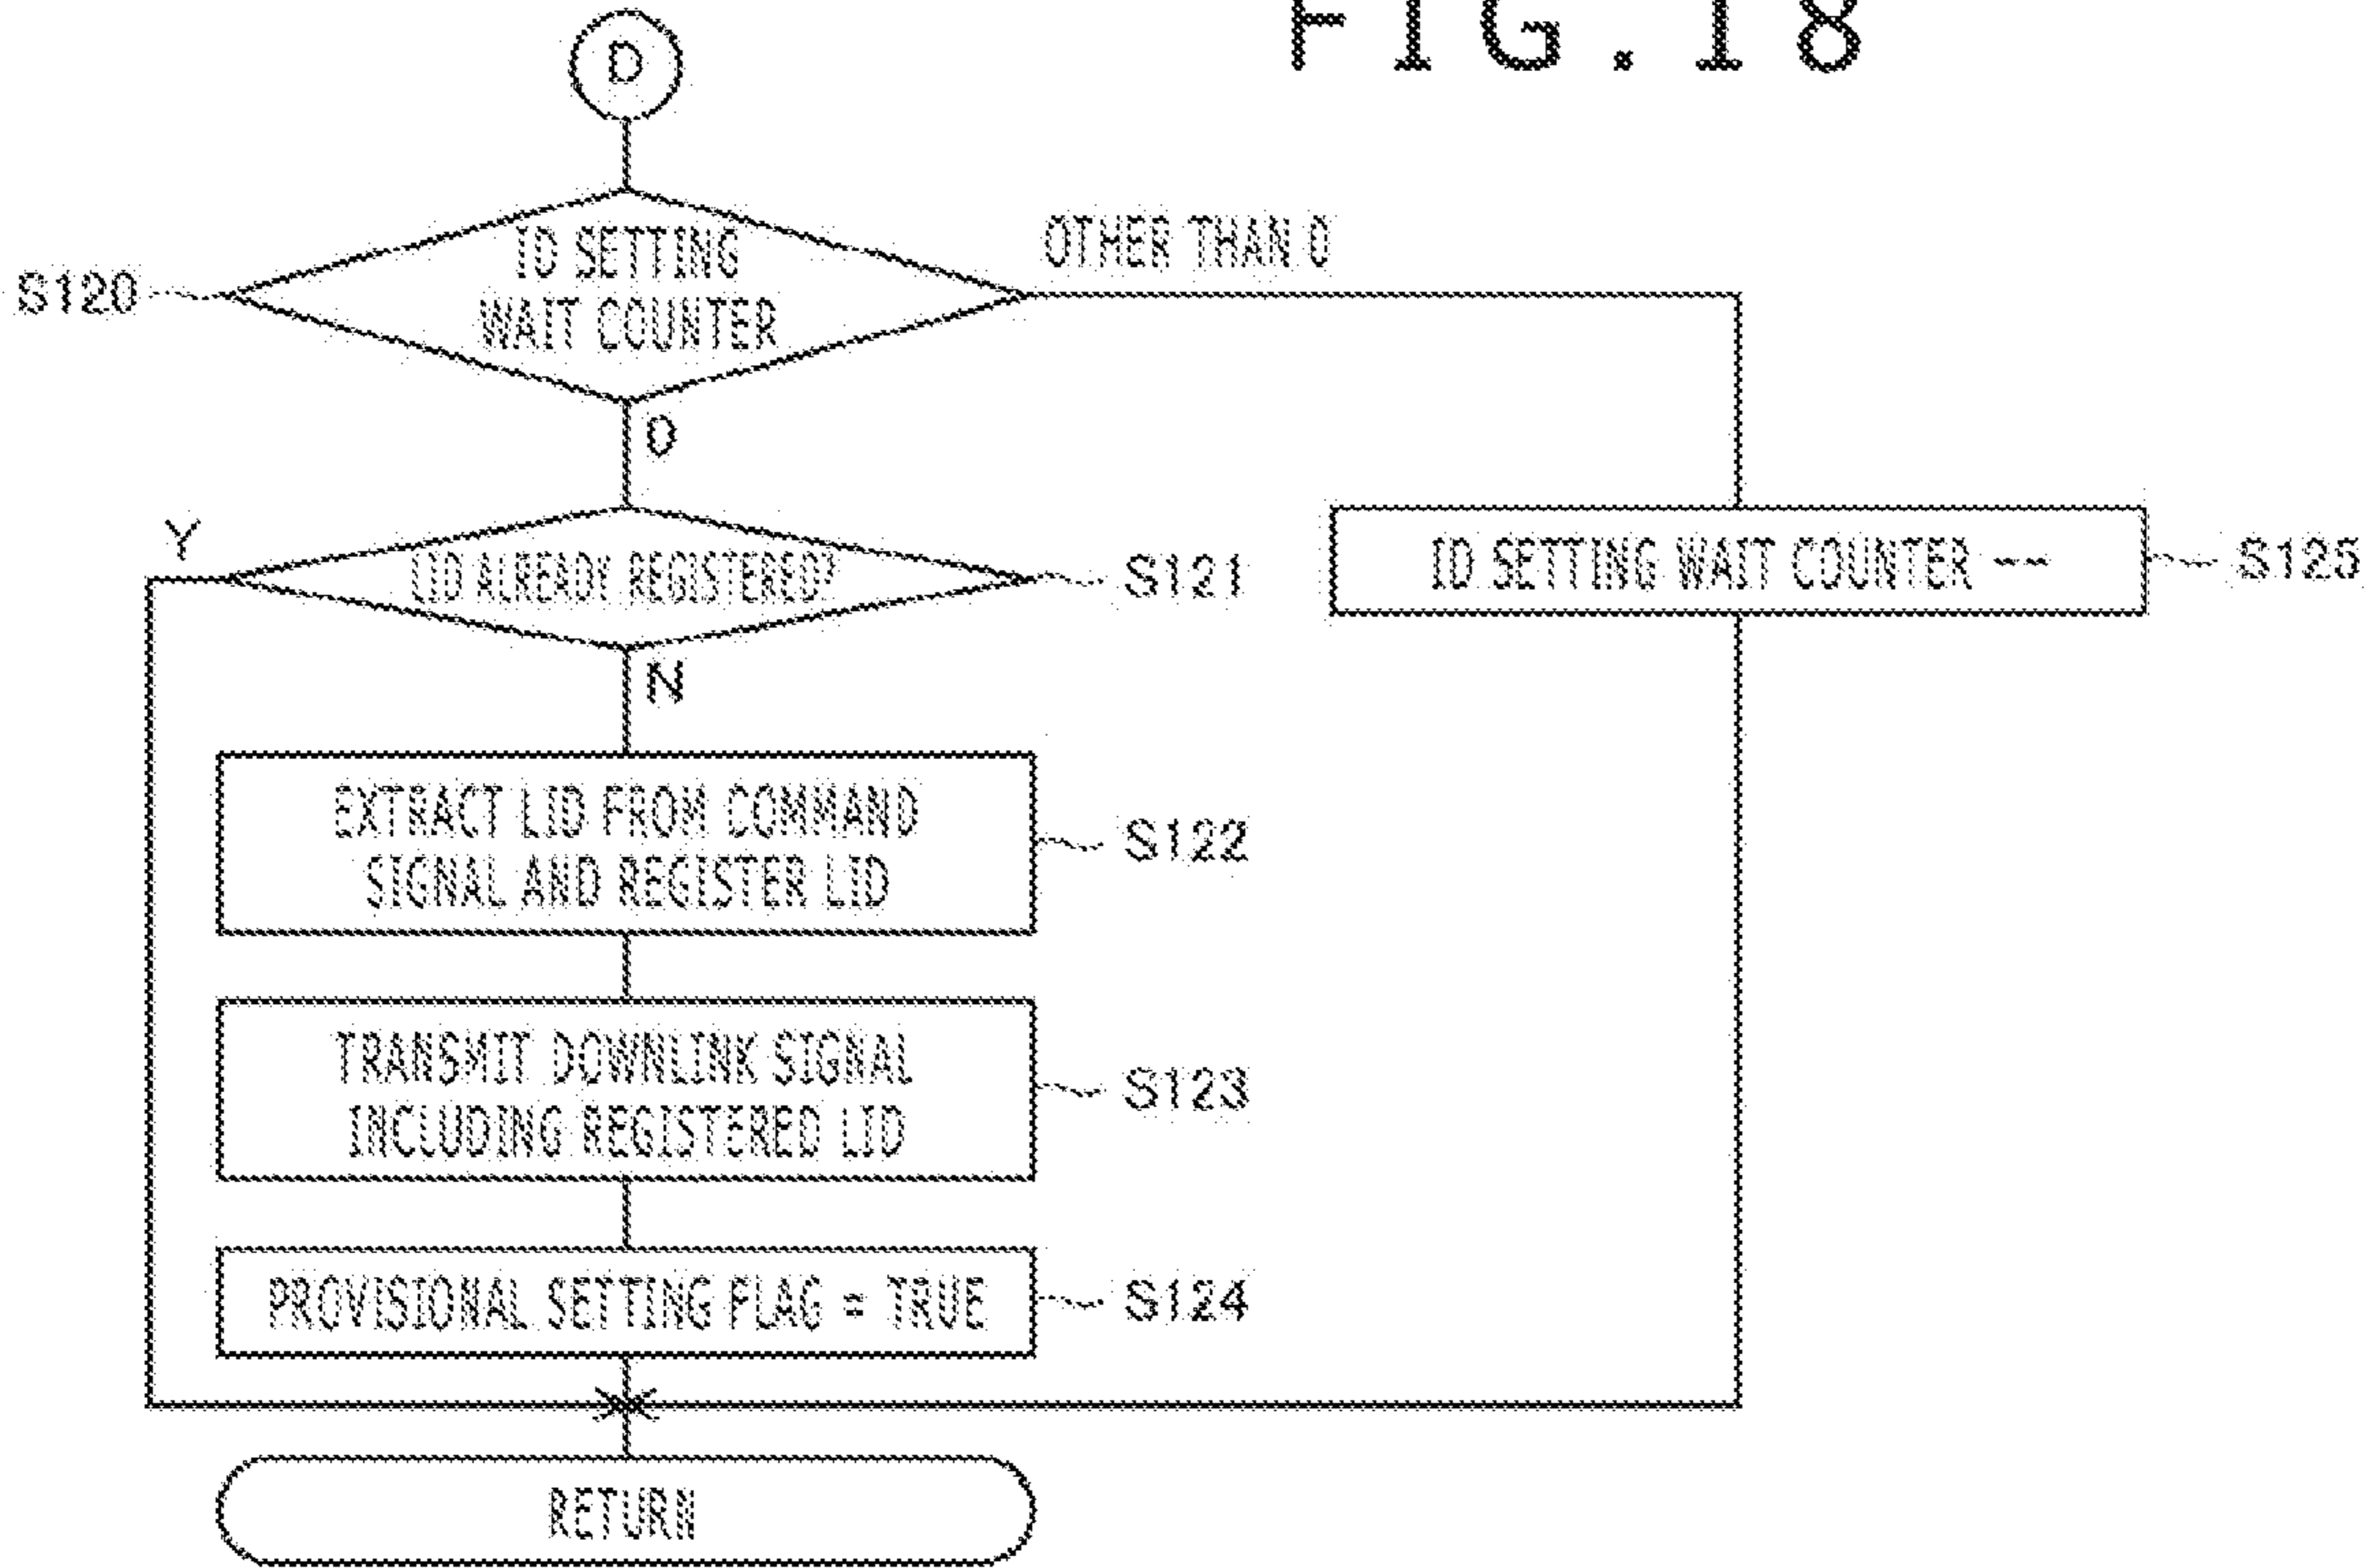 FIG.18
D
ID SETTING
WAIT COUNTER
OTHER THAN 0
S120
0
Y
LID ALREADY REGISTERED?
S121
ID SETTING WAIT COUNTER --
S125
N
EXTRACT LID FROM COMMAND
SIGNAL AND REGISTER LID
S122
TRANSMIT DOWNLINK SIGNAL
INCLUDING REGISTERED LID
S123
PROVISIONAL SETTING FLAG = TRUE
S124
RETURN